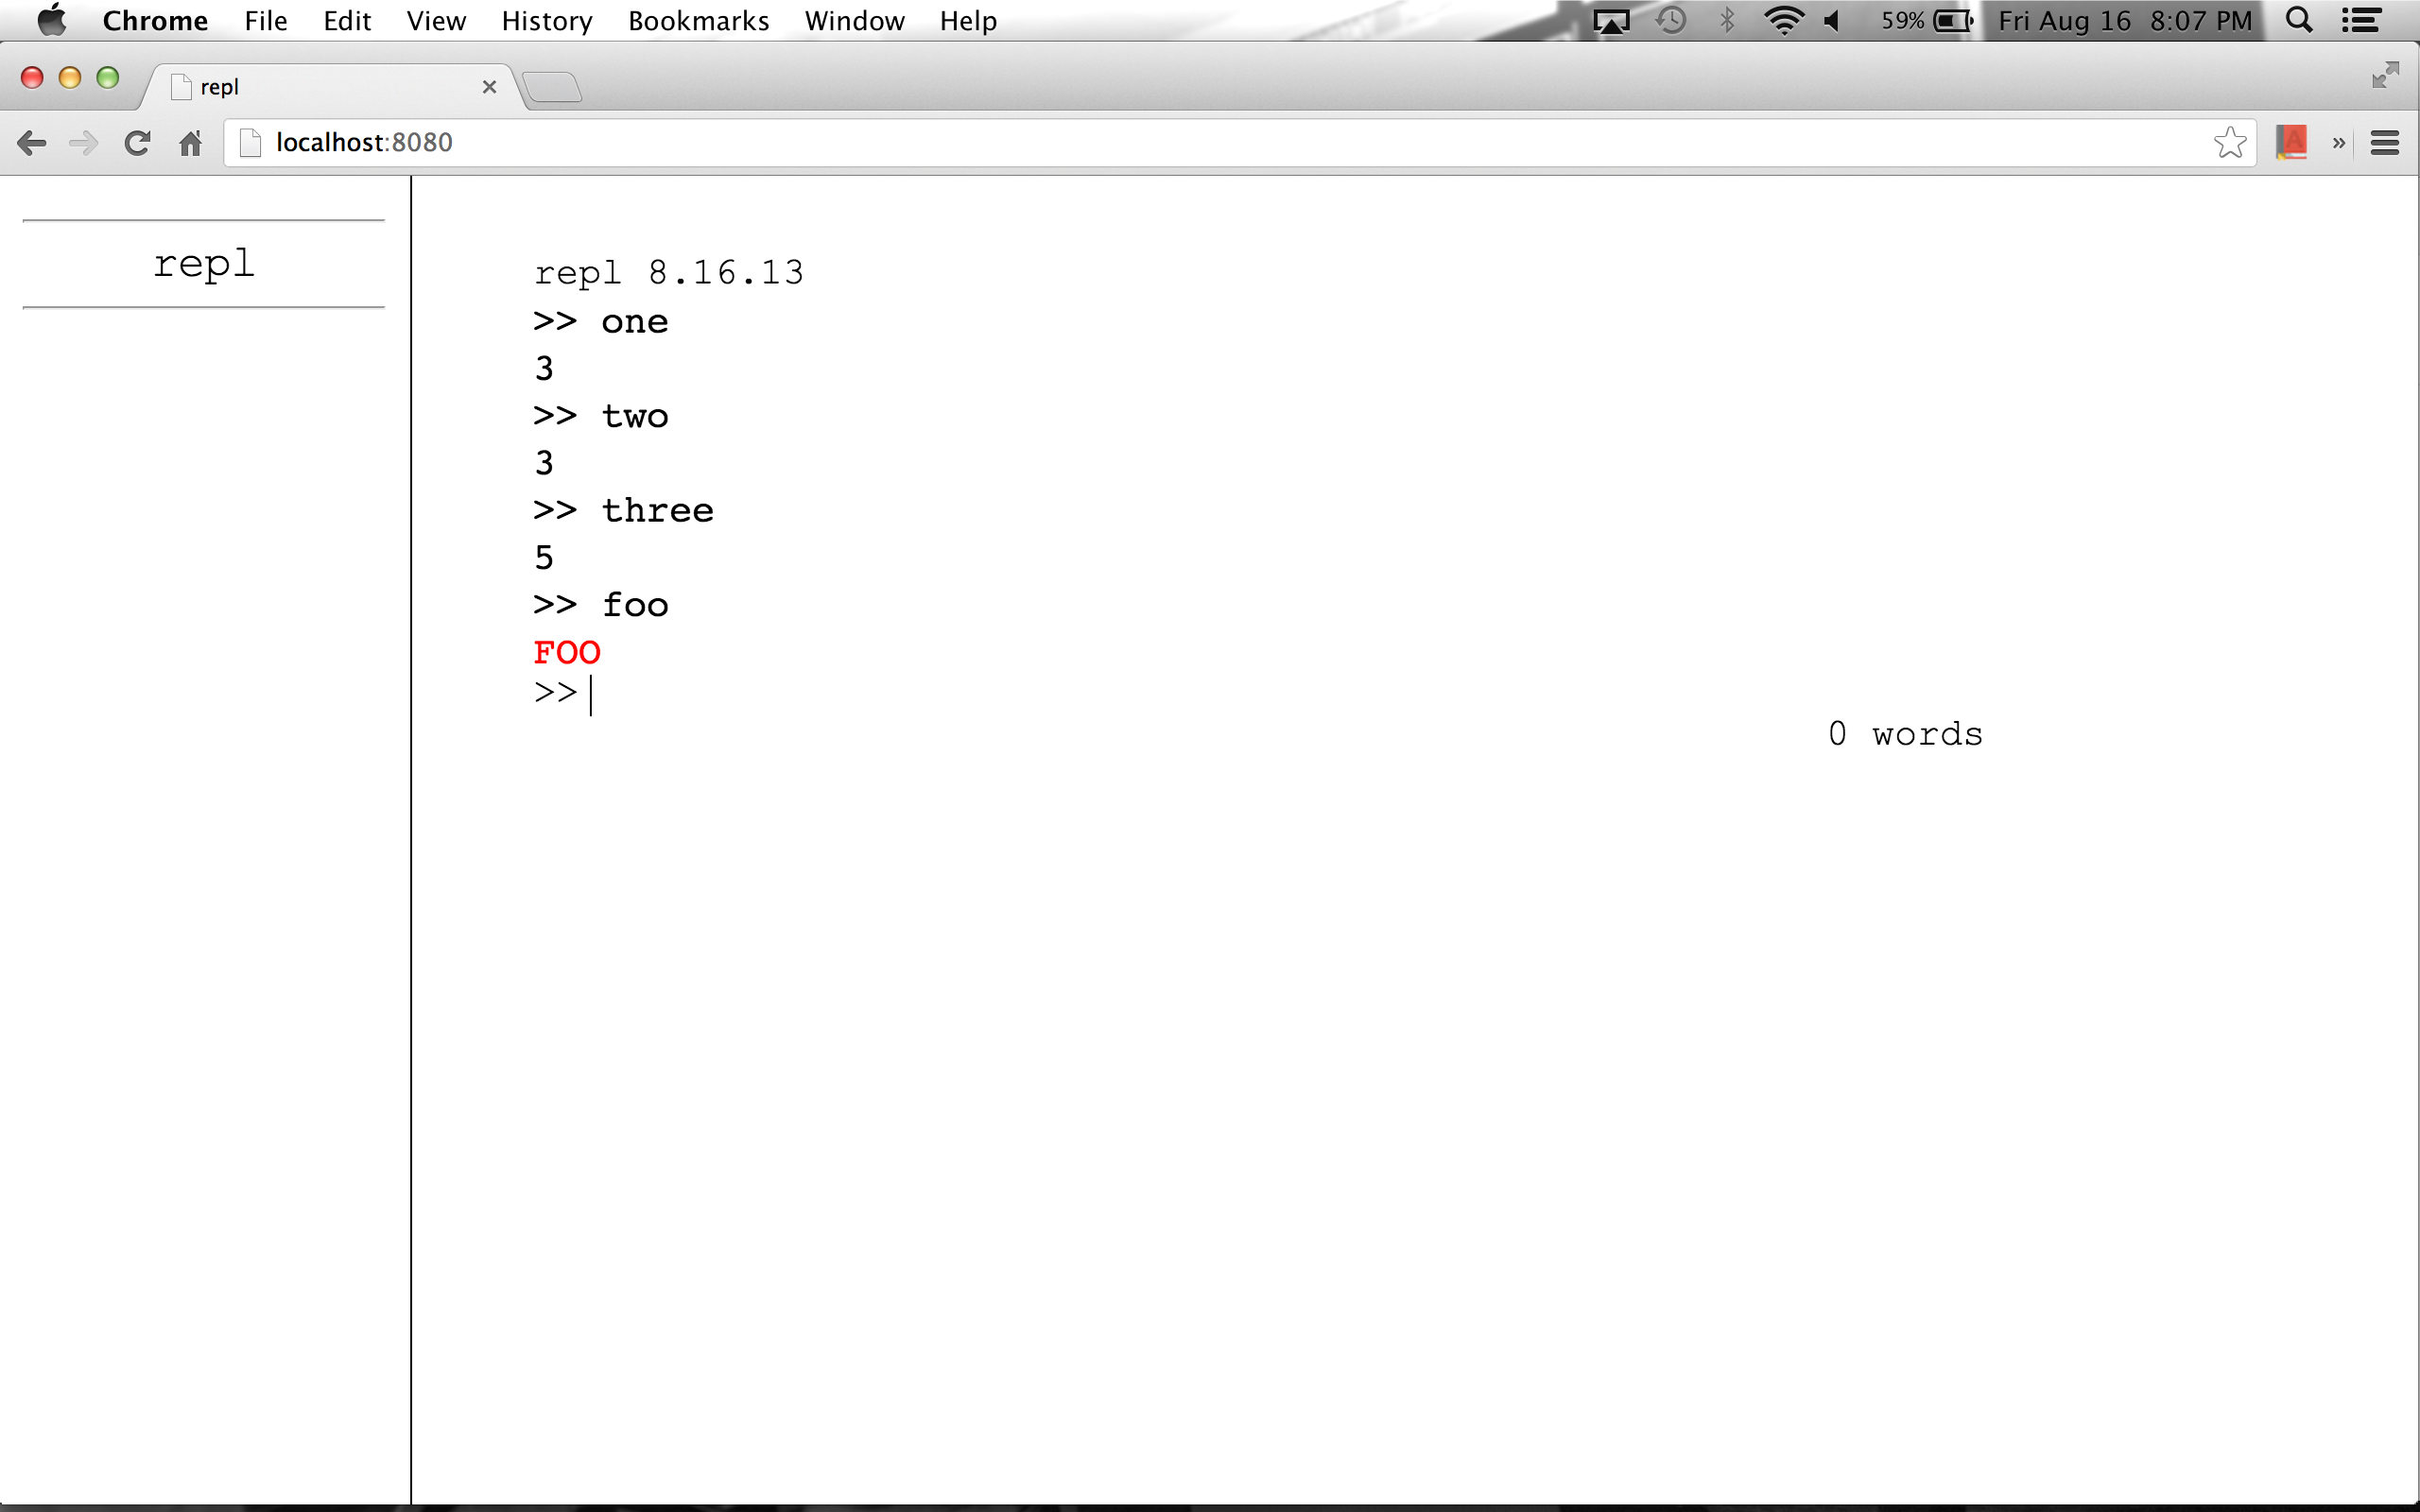 Chrome File Edit View History Bookmarks Window Help 59% Fri Aug 16 8:07 PM
repl
localhost:8080
repl
repl 8.16.13
>> one
3
>> two
3
>> three
5
>> foo
FOO
>>
0 words